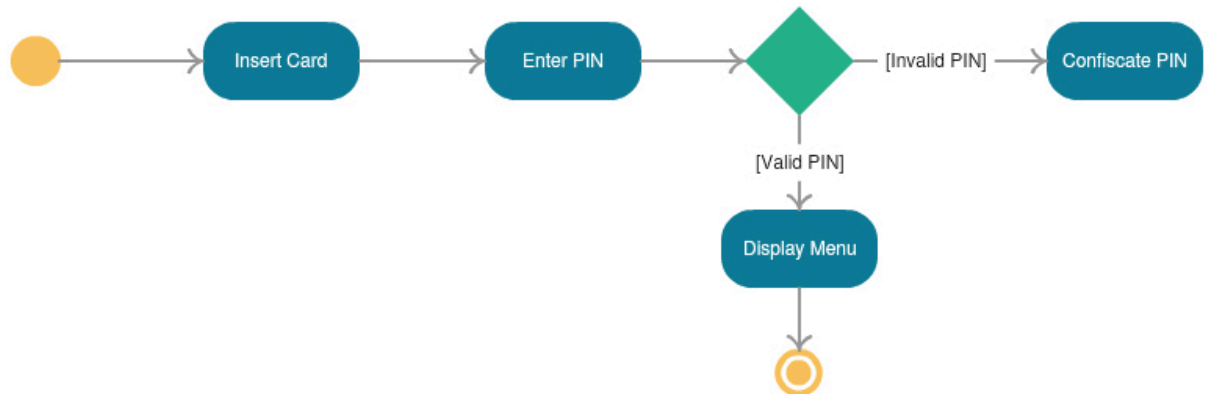 Insert Card
Enter PIN
[Invalid PIN]
Confiscate PIN
[Valid PIN]
Display Menu